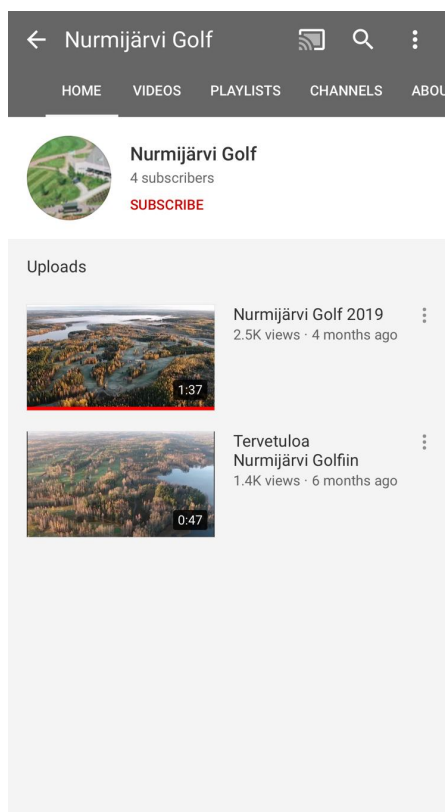 Nurmijärvi Golf
HOME VIDEOS PLAYLISTS CHANNELS ABOU
Nurmijärvi Golf
4 subscribers
SUBSCRIBE
Uploads
Nurmijärvi Golf 2019
2.5K views · 4 months ago
1:37
Tervetuloa
Nurmijärvi Golfiin
1.4K views · 6 months ago
0:47